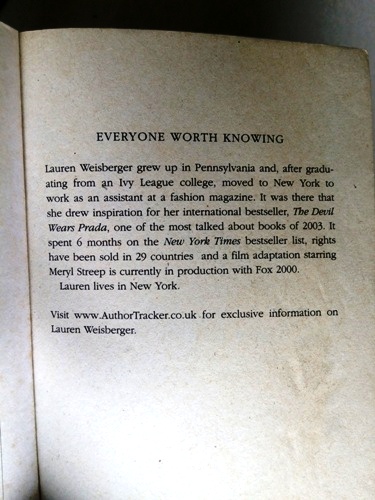 EVERYONE WORTH KNOWING
Lauren Weisberger grew up in Pennsylvania and, after gradu-
ating from an Ivy League college, moved to New York to
work as an assistant at a fashion magazine. It was there that
she drew inspiration for her international bestseller, The Devil
Wears Prada, one of the most talked about books of 2003. It
spent 6 months on the New York Times bestseller list, rights
have been sold in 29 countries and a film adaptation starring
Meryl Streep is currently in production with Fox 2000.
Lauren lives in New York.
Visit www.AuthorTracker.co.uk for exclusive information on
Lauren Weisberger.